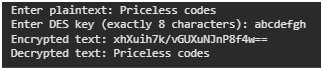 Enter plaintext: Priceless codes
Enter DES key (exactly 8 characters): abcdefgh
Encrypted text: xhXuih7k/vGUXuNJnP8f4w==
Decrypted text: Priceless codes